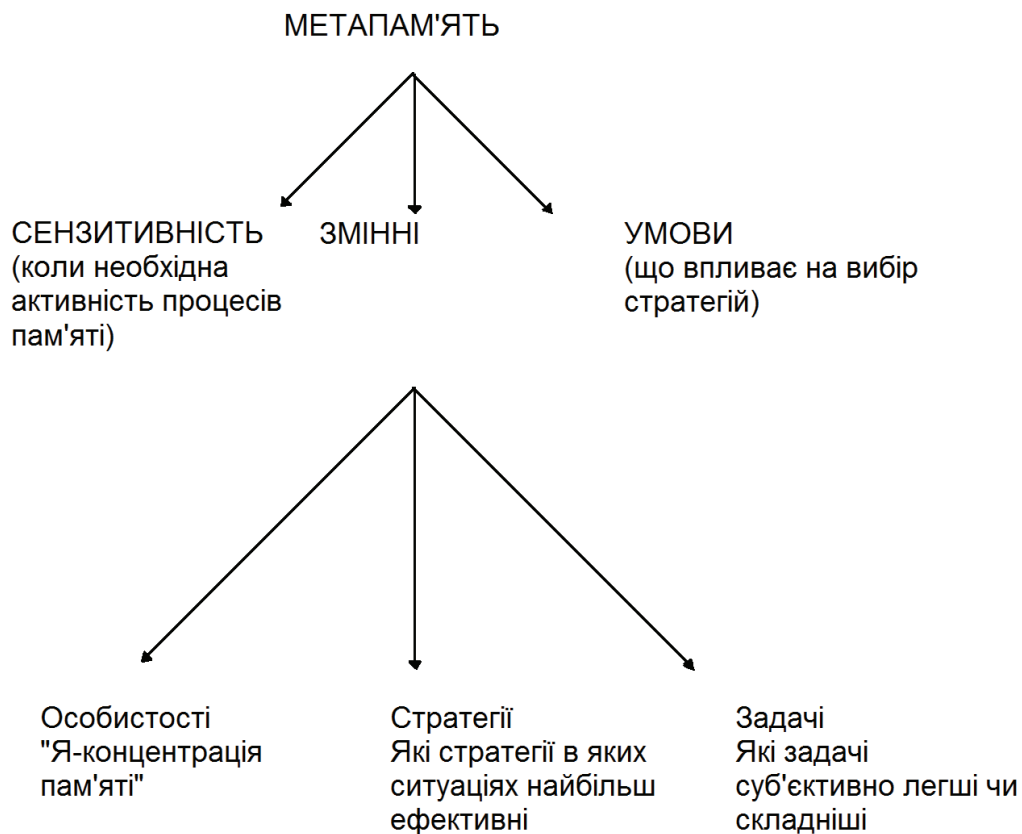 МЕТАПАМ'ЯТЬ
СЕНЗИТИВНІСТЬ
(коли необхідна
активність процесів
пам'яті)
ЗМІННІ
УМОВИ
(що впливає на вибір
стратегій)
Особистості
"Я-концентрація
пам'яті"
Стратегії
Які стратегії в яких
ситуаціях найбільш
ефективні
Задачі
Які задачі
суб'єктивно легші чи
складніші